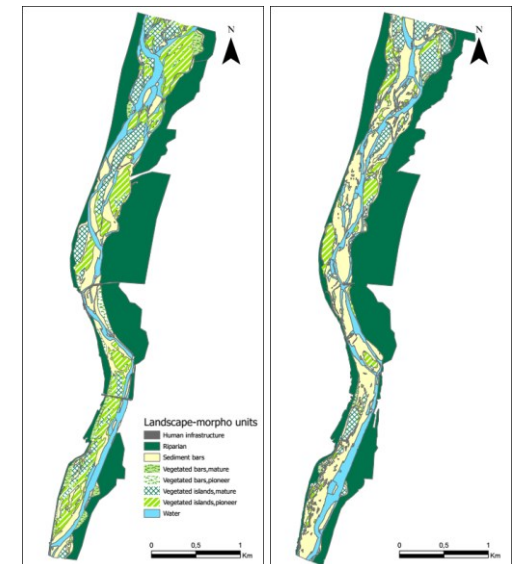 N
N
Landscape-morpho units
Human infrastructure
Riparian
Sediment bars
Vegetated bars,mature
Vegetated bars,pioneer
Vegetated islands,mature
Vegetated islands,pioneer
Water
0 0,5 1
Km
0 0,5 1
Km